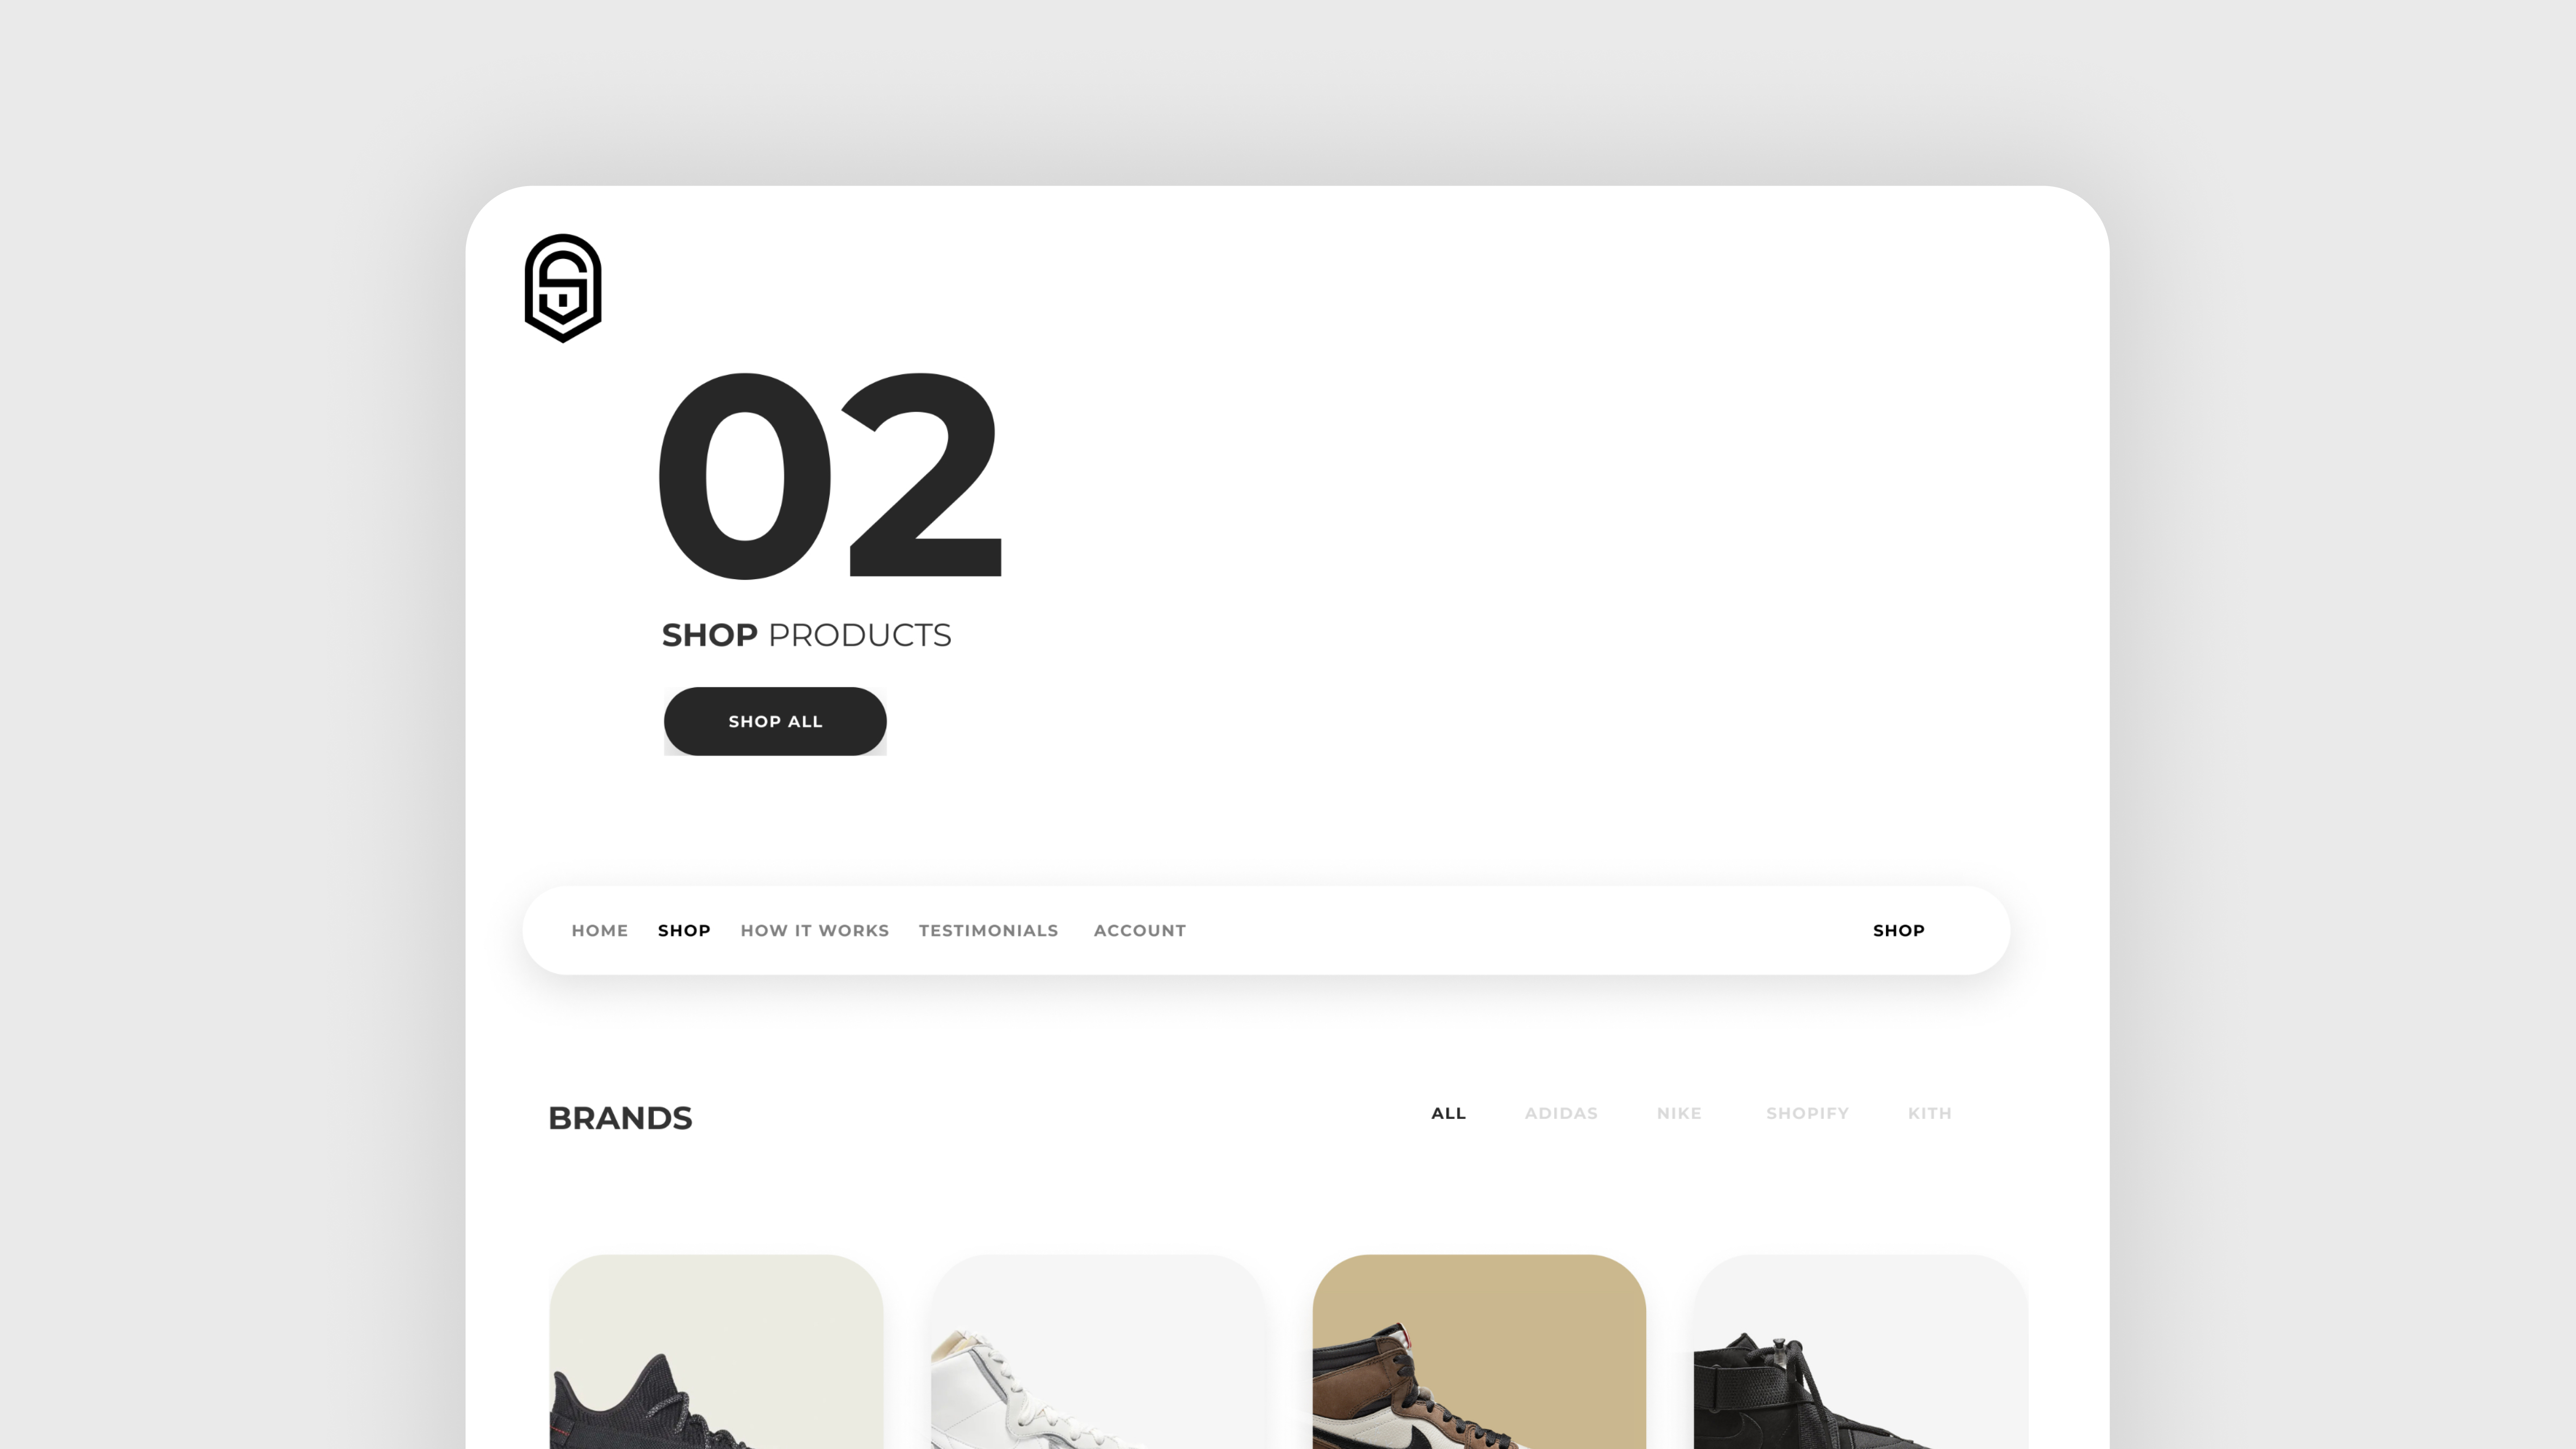 02
SHOP PRODUCTS
SHOP ALL
HOME SHOP HOW IT WORKS TESTIMONIALS ACCOUNT SHOP
BRANDS ALL ADIDAS NIKE SHOPIFY KITH